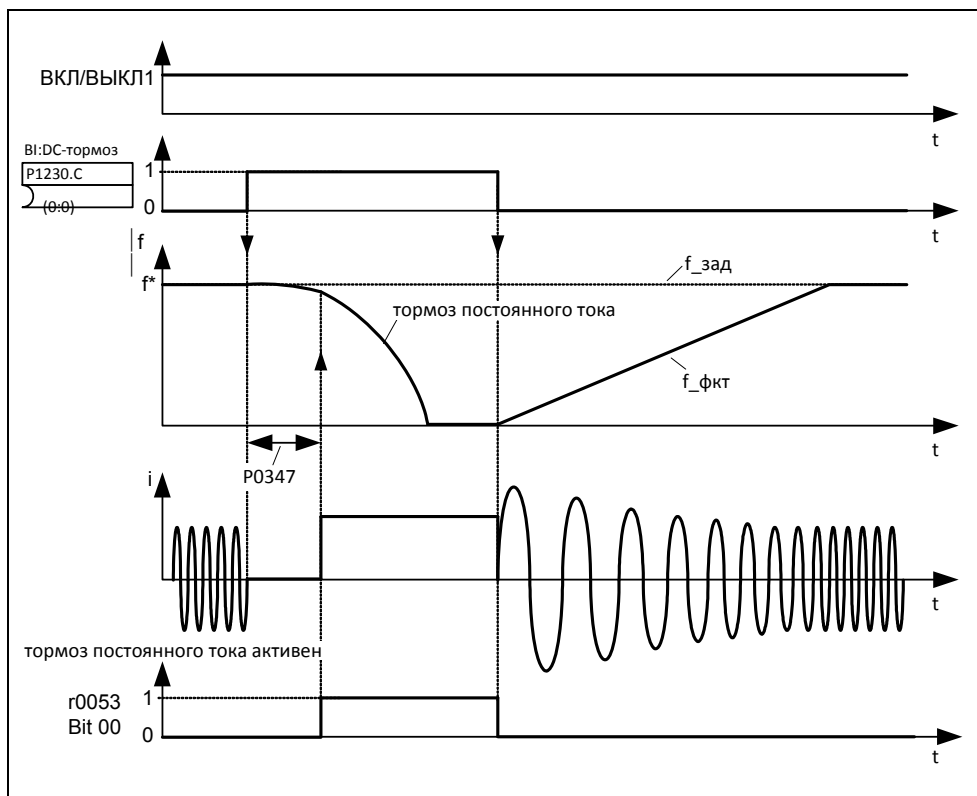 ВКЛ/ВЫКЛ1
t
BI:DC-тормоз
P1230.C
(0:0)
1
0
t
f
f*
f_зад
тормоз постоянного тока
f_фкт
t
P0347
i
t
тормоз постоянного тока активен
r0053
Bit 00
1
0
t